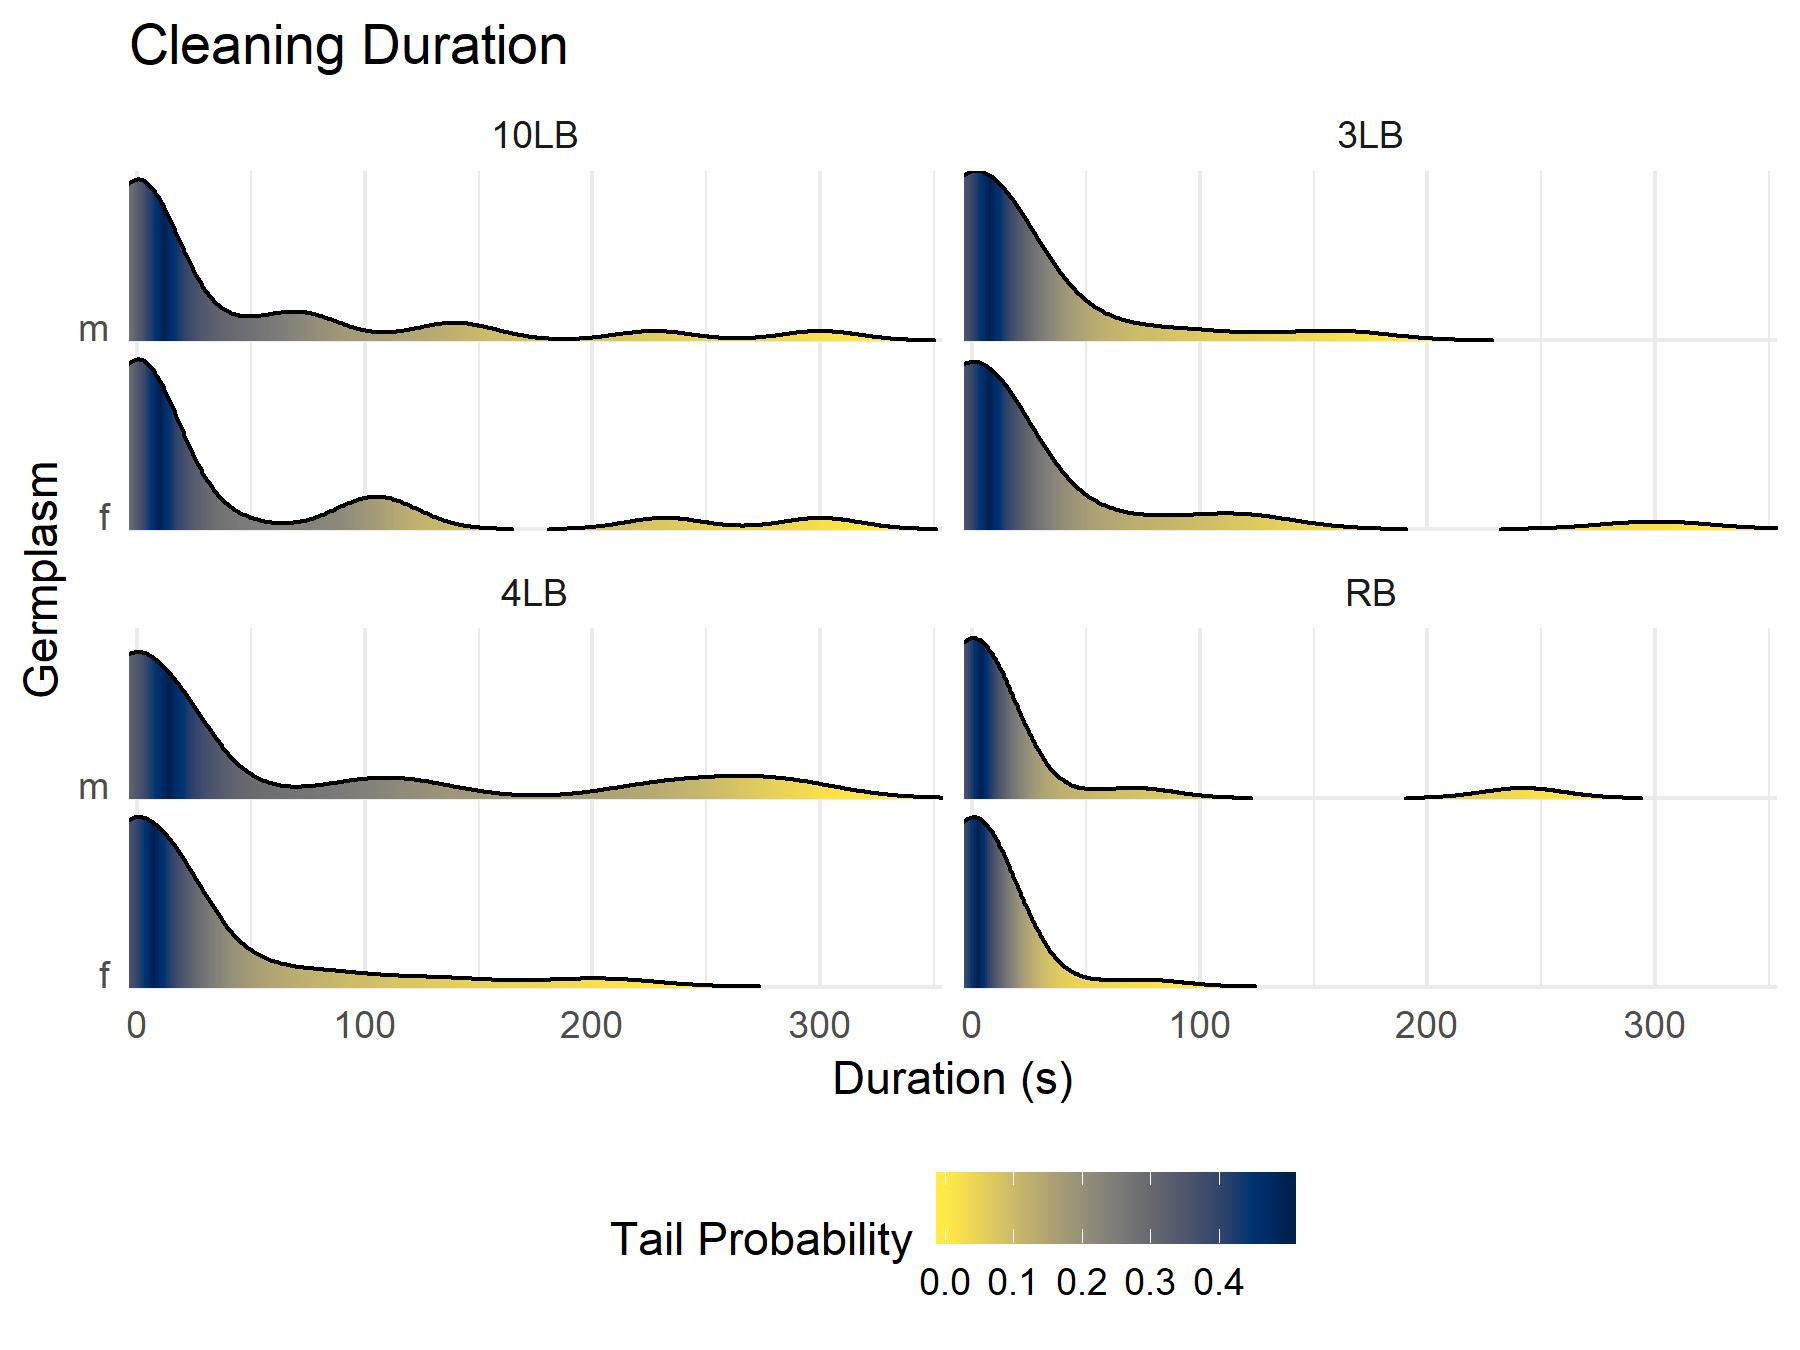 Cleaning Duration
10LB 3LB
m
f
Germplasm
4LB RB
m
f
0 100 200 300 0 100 200 300
Duration (s)
Tail Probability
0.0 0.1 0.2 0.3 0.4